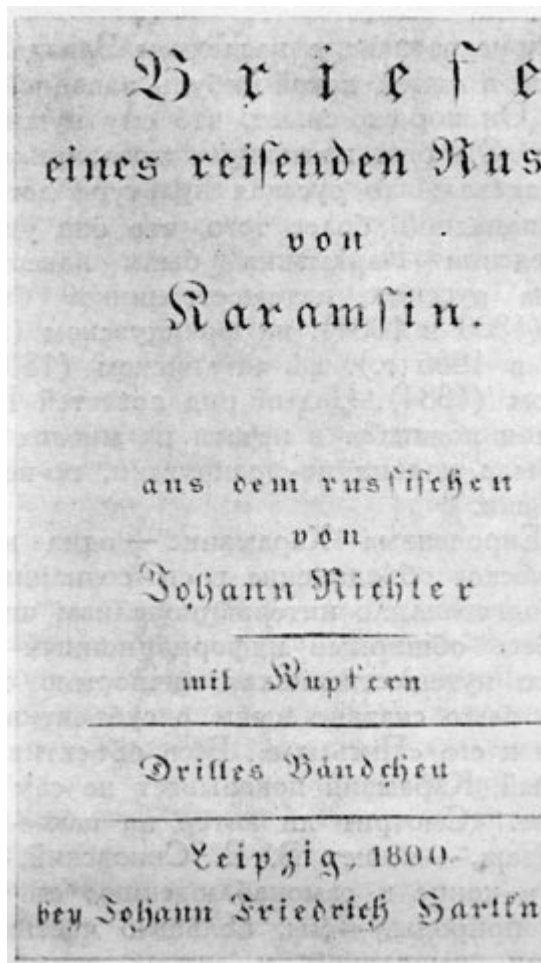 Briefe
eines reisenden Rus
von
Karamsin
aus dem russischen
von
Johann Richter
mit Kupfern
Drittes Bändchen
Leipzig, 1800.
bey Johann Friedrich Hartkn